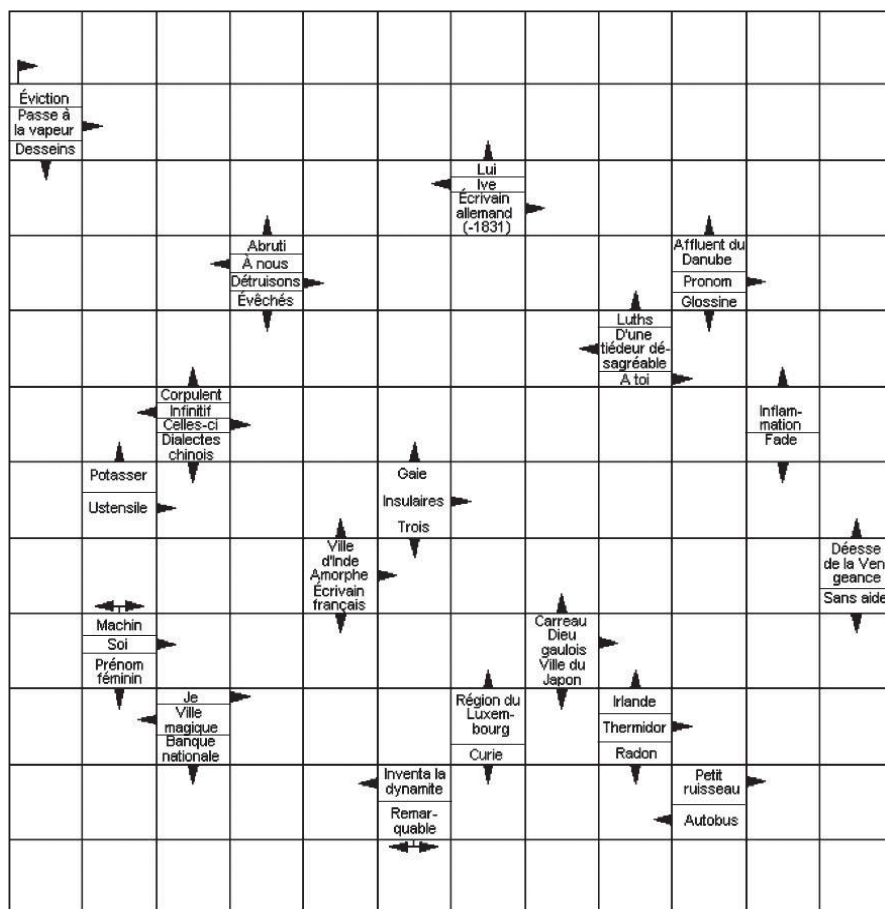 Éviction
Passe à
la vapeur
Desseins
Lui
Ive
Écrivain
allemand
(-1831)
Abruti
À nous
Détruisons
Évêchés
Affluent du
Danube
Pronom
Glossine
Luths
D'une
tiédeur dé-
sagréable
A toi
Corpulent
Infinitif
Celles-ci
Dialectes
chinois
Inflam-
mation
Fade
Potasser
Ustensile
Gaie
Insulaires
Trois
Ville
d'Inde
Amorphe
Écrivain
français
Déesse
de la Ven
geance
Sans aide
Machin
Soi
Prénom
féminin
Carreau
Dieu
gaulois
Ville du
Japon
Je
Ville
magique
Banque
nationale
Région du
Luxem-
bourg
Curie
Irlande
Thermidor
Radon
Inventa la
dynamite
Remar-
quable
Petit
ruisseau
Autobus